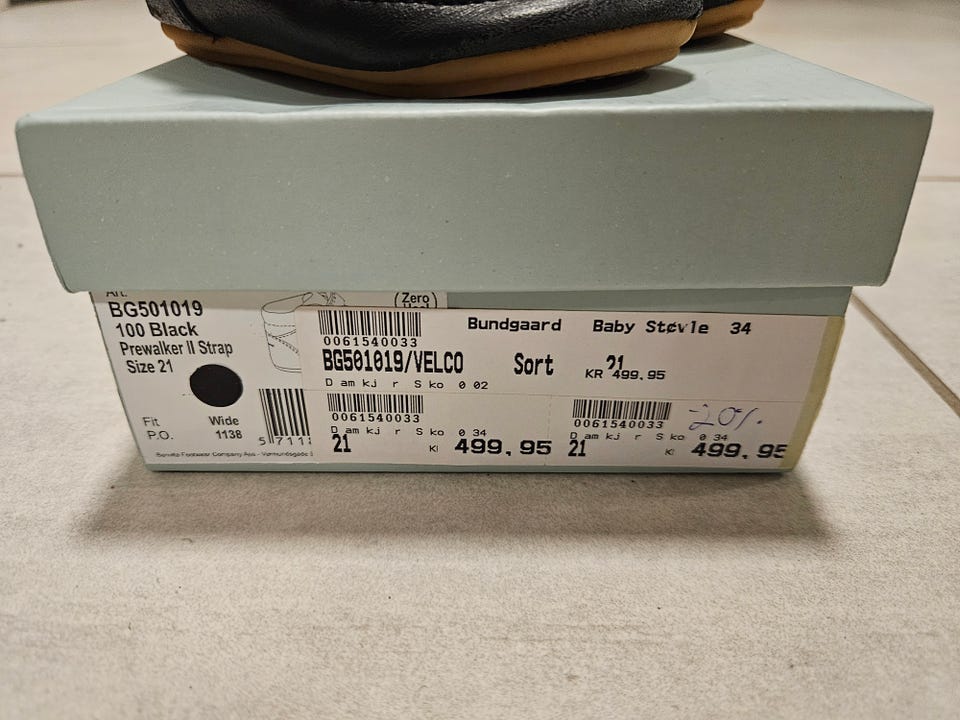 Art.
BG501019
100 Black
Prewalker II Strap
Size 21
Fit Wide
P.O. 1138
5 711
Zero
0061540033
Bundgaard Baby Støvle 34
BG501019/VELCO Sort 21
KR 499,95
D am kj r S ko 0 02
0061540033
D am kj r S ko 0 34
21 K 499,95
0061540033
-20%
D am kj r S ko 0 34
21 K 499,95